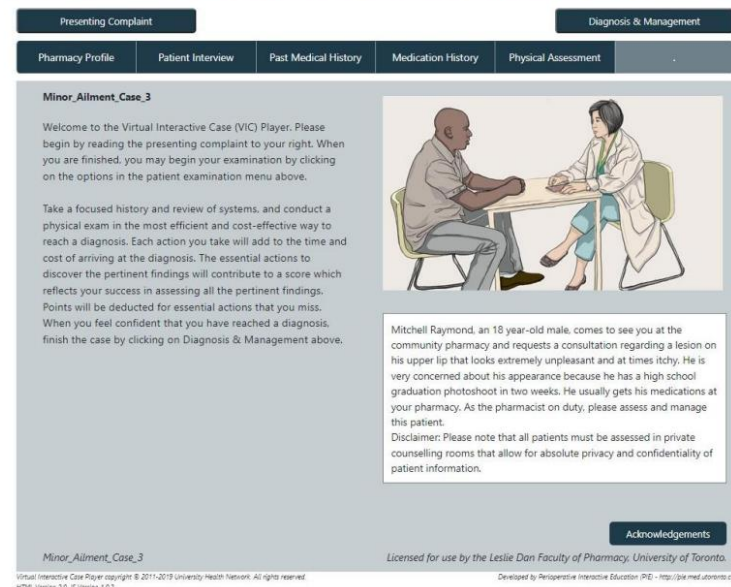 Presenting Complaint
Diagnosis & Management
Pharmacy Profile
Patient Interview
Past Medical History
Medication History
Physical Assessment
.
Minor_Ailment_Case_3
Welcome to the Virtual Interactive Case (VIC) Player. Please
begin by reading the presenting complaint to your right. When
you are finished, you may begin your examination by clicking
on the options in the patient examination menu above.
Take a focused history and review of systems, and conduct a
physical exam in the most efficient and cost-effective way to
reach a diagnosis. Each action you take will add to the time and
cost of arriving at the diagnosis. The essential actions to
discover the pertinent findings will contribute to a score which
reflects your success in assessing all the pertinent findings.
Points will be deducted for essential actions that you miss.
When you feel confident that you have reached a diagnosis,
finish the case by clicking on Diagnosis & Management above.
Mitchell Raymond, an 18 year-old male, comes to see you at the
community pharmacy and requests a consultation regarding a lesion on
his upper lip that looks extremely unpleasant and at times itchy. He is
very concerned about his appearance because he has a high school
graduation photoshoot in two weeks. He usually gets his medications at
your pharmacy. As the pharmacist on duty, please assess and manage
this patient.
Disclaimer: Please note that all patients must be assessed in private
counselling rooms that allow for absolute privacy and confidentiality of
patient information.
Acknowledgements
Minor_Ailment_Case_3
Licensed for use by the Leslie Dan Faculty of Pharmacy, University of Toronto.
Virtual Interactive Case Player copyright © 2011-2019 University Health Network. All rights reserved.
Developed by Perioperative Interactive Education (PIE) - http://pie.med.utoronto.c